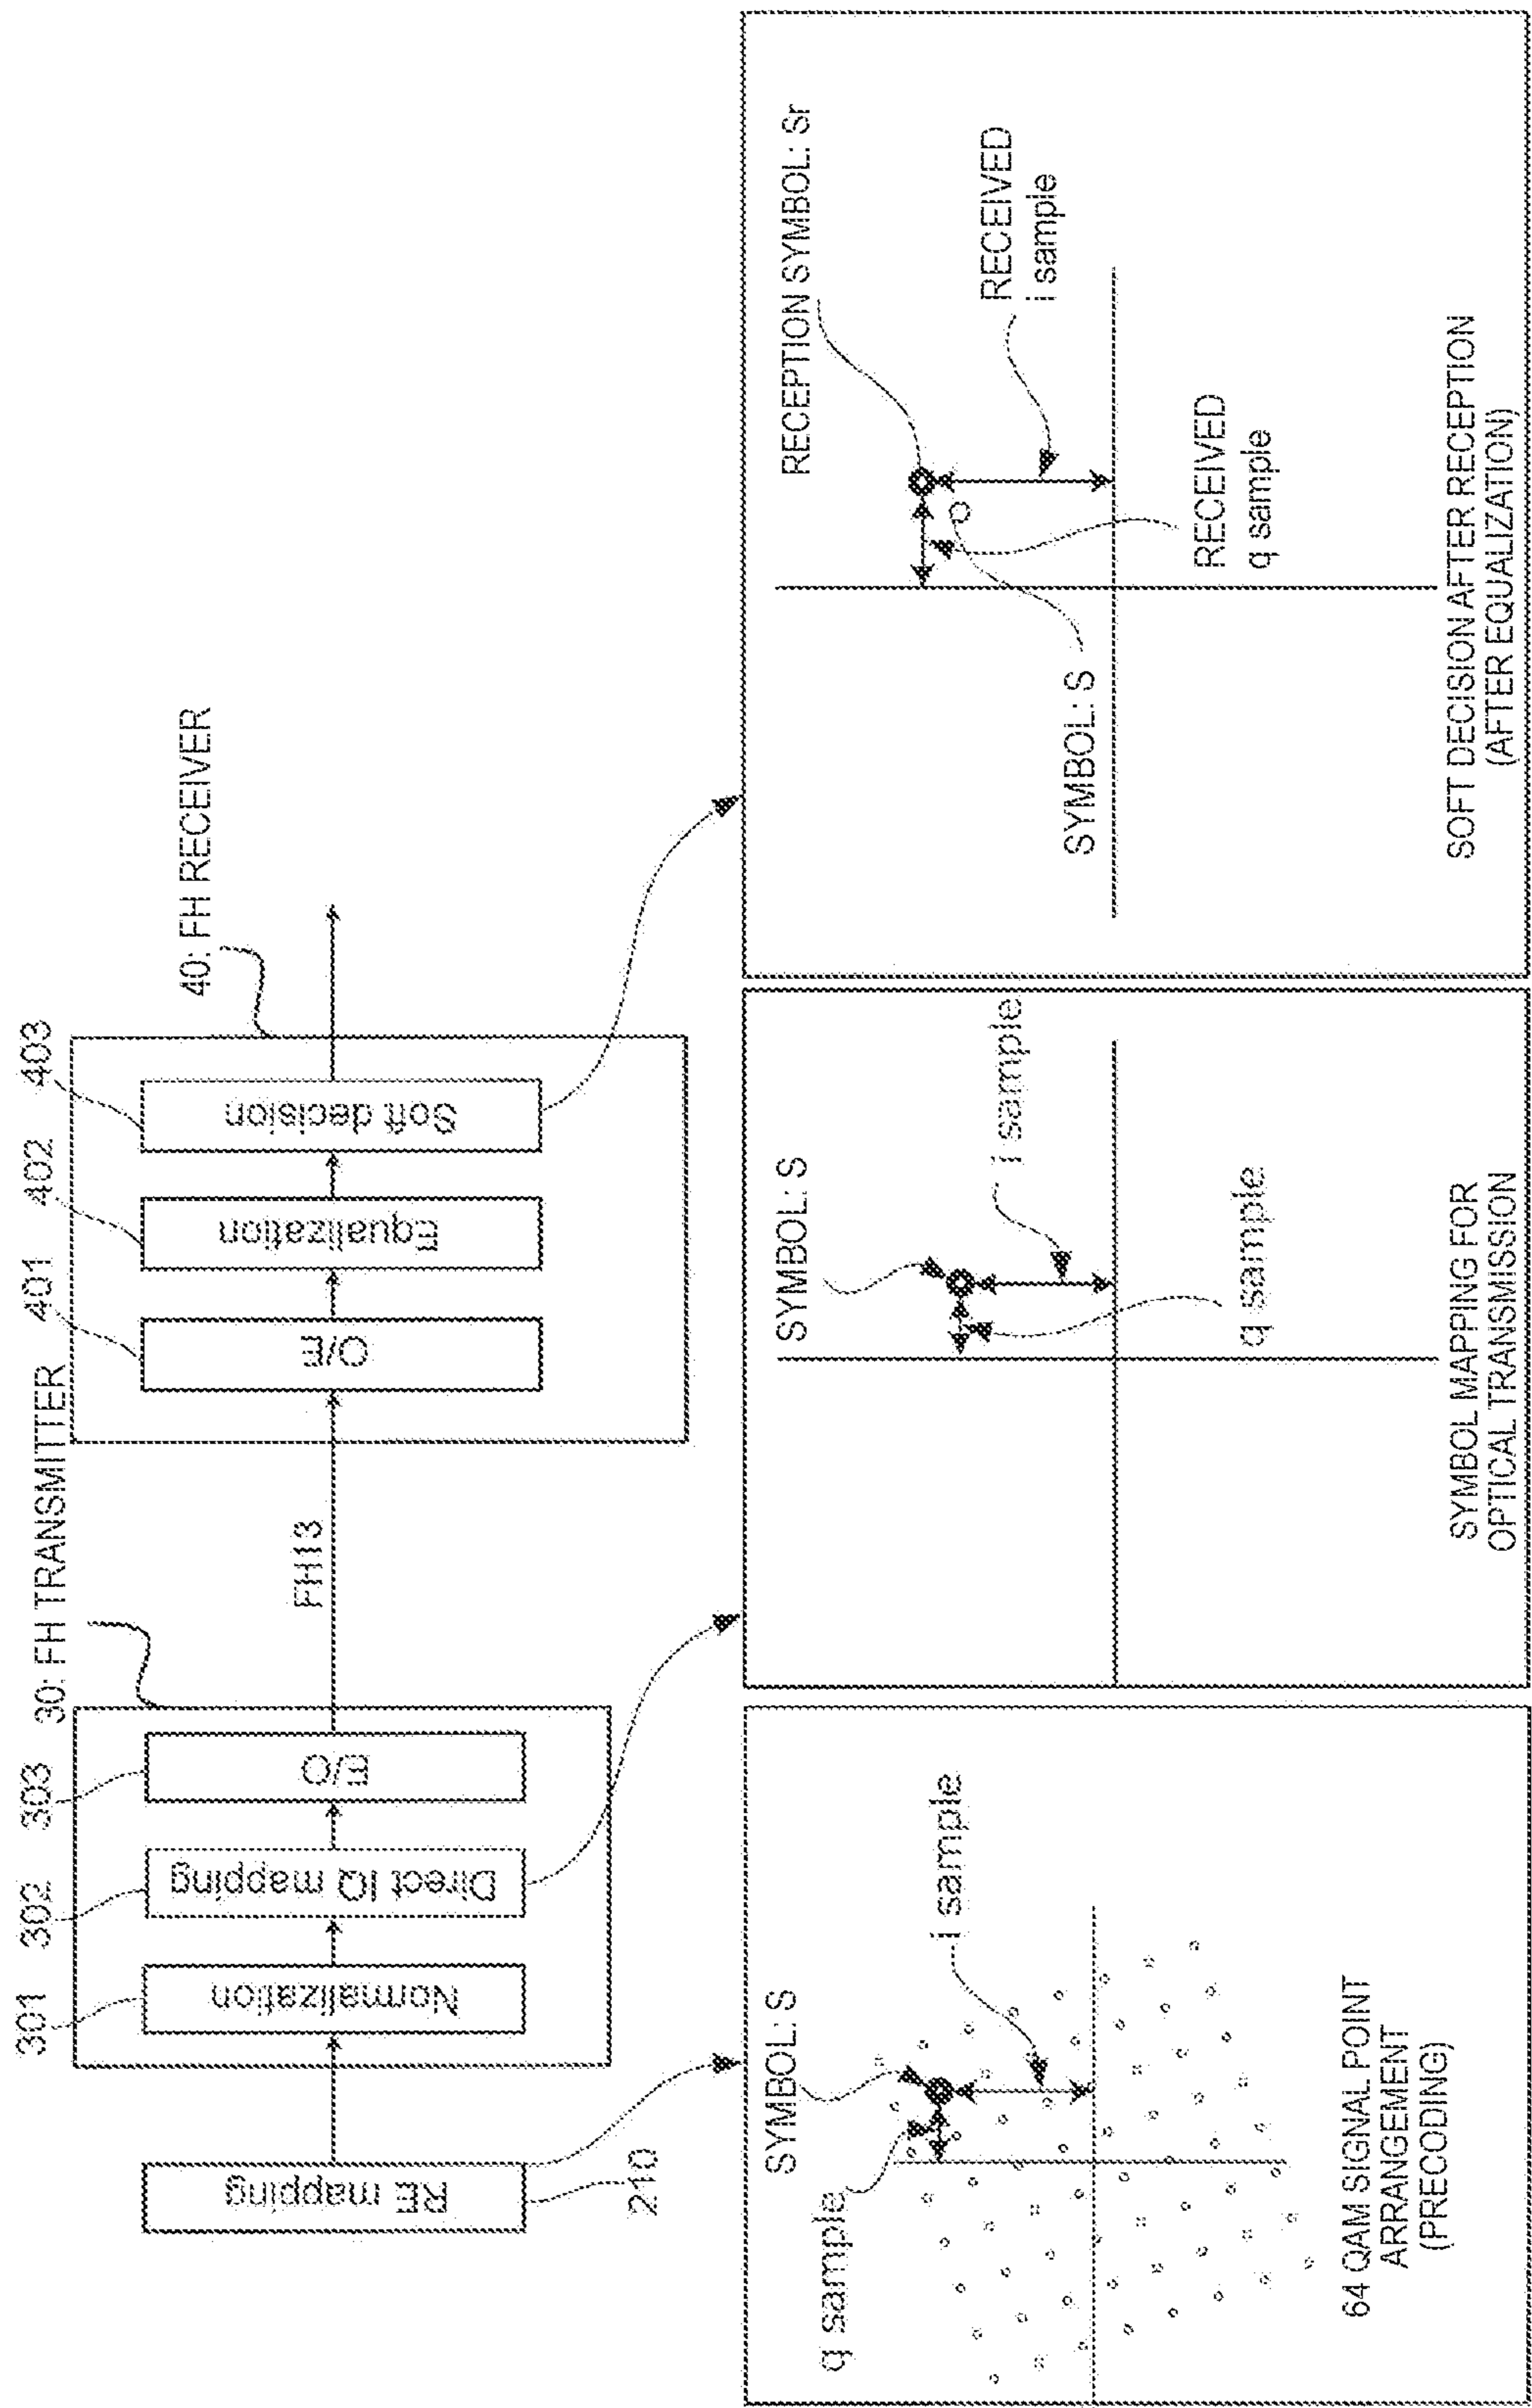 30: FH TRANSMITTER
40: FH RECEIVER
301
302
303
401
402
403
RE mapping
210
Normalization
Direct IQ mapping
E/O
FH13
O/E
Equalization
Soft decision
SYMBOL: S
q sample
i sample
64 QAM SIGNAL POINT
ARRANGEMENT
(PRECODING)
SYMBOL: S
i sample
q sample
SYMBOL MAPPING FOR
OPTICAL TRANSMISSION
RECEPTION SYMBOL: Sr
RECEIVED
i sample
SYMBOL: S
RECEIVED
q sample
SOFT DECISION AFTER RECEPTION
(AFTER EQUALIZATION)